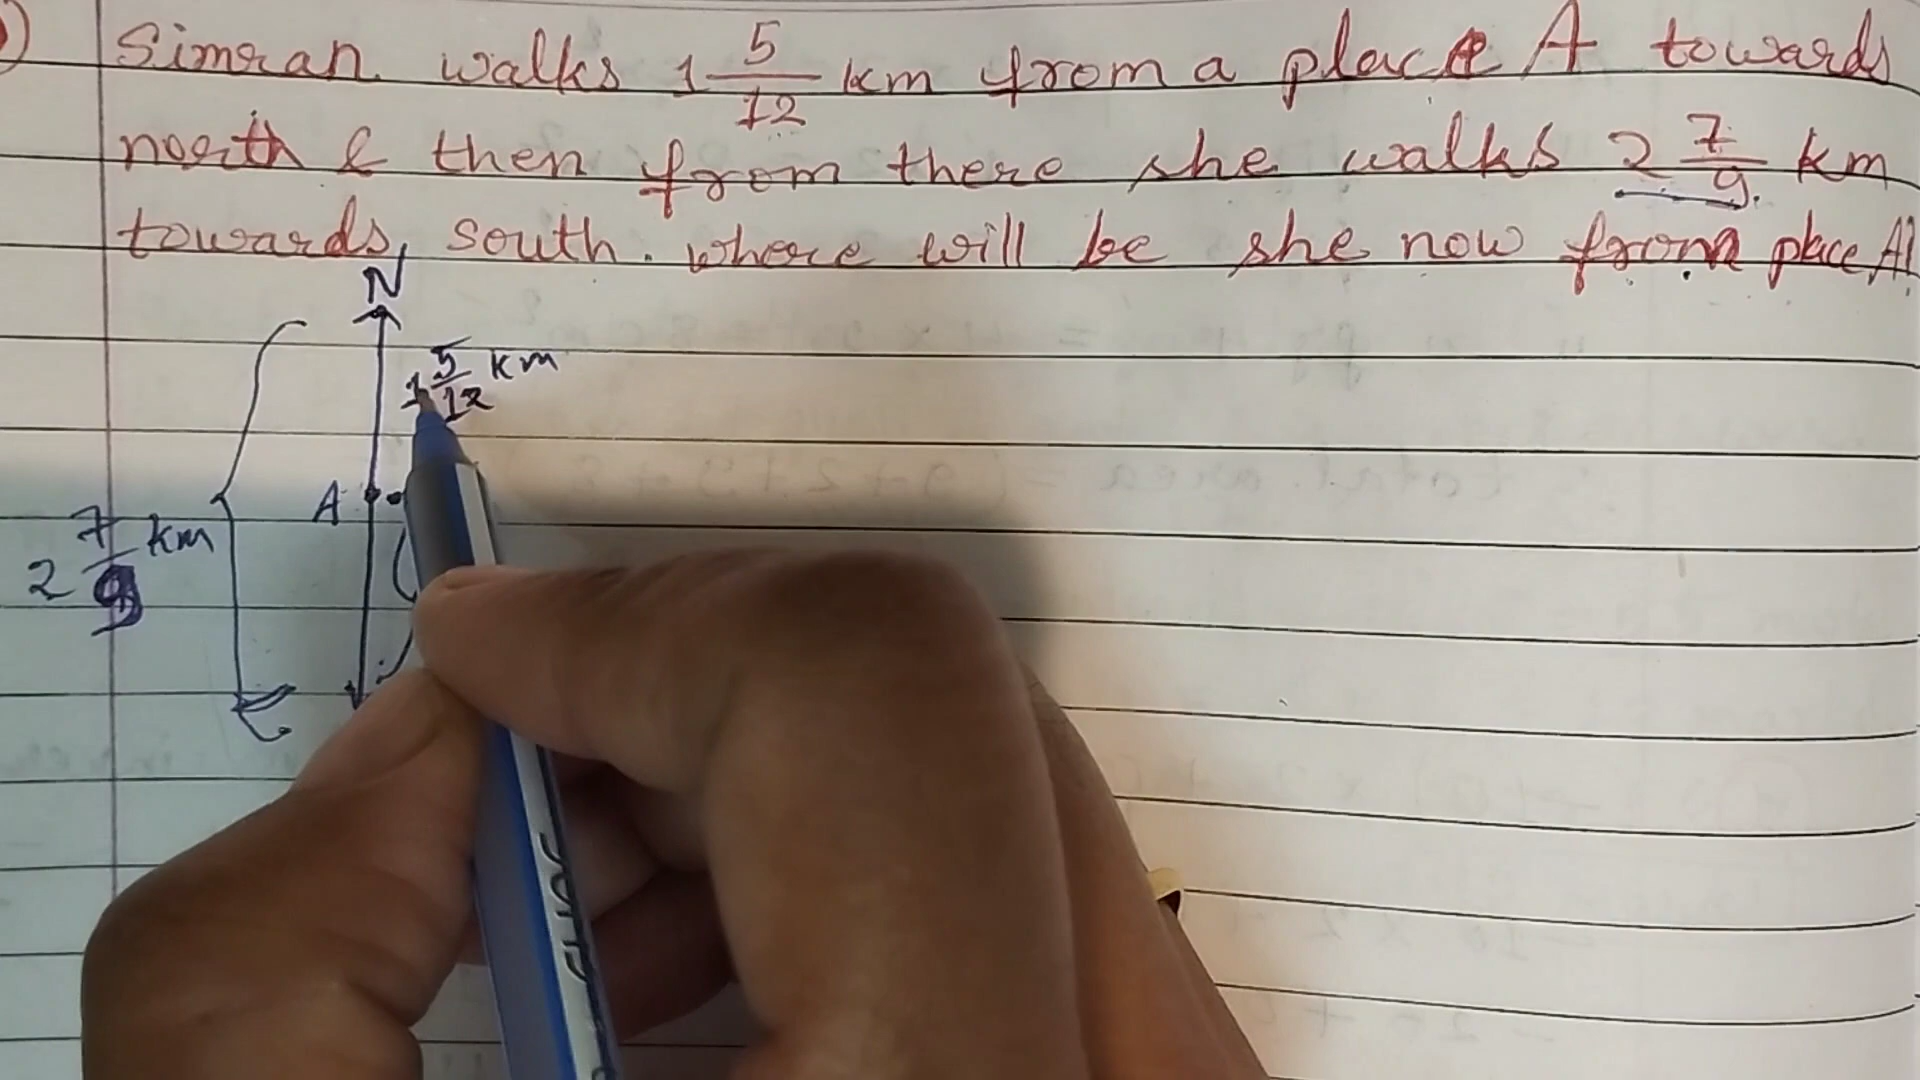 Simran walks 1 5/12 km from a place A towards
north & then from there she walks 2 7/9 km
towards south. where will be she now from place A?
N
1 5/12 km
A
2 7/9 km